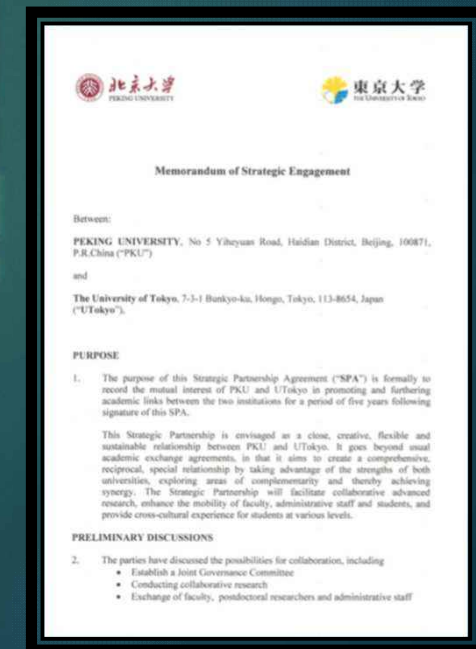 北京大学
PEKING UNIVERSITY
東京大学
THE UNIVERSITY OF TOKYO
Memorandum of Strategic Engagement
Between:
PEKING UNIVERSITY, No 5 Yiheyuan Road, Haidian District, Beijing, 100871,
P.R.China ("PKU")
and
The University of Tokyo, 7-3-1 Bunkyo-ku, Hongo, Tokyo, 113-8654, Japan
("UTokyo"),
PURPOSE
1. The purpose of this Strategic Partnership Agreement ("SPA") is formally to
record the mutual interest of PKU and UTokyo in promoting and furthering
academic links between the two institutions for a period of five years following
signature of this SPA.
This Strategic Partnership is envisaged as a close, creative, flexible and
sustainable relationship between PKU and UTokyo. It goes beyond usual
academic exchange agreements, in that it aims to create a comprehensive,
reciprocal, special relationship by taking advantage of the strengths of both
universities, exploring areas of complementarity and thereby achieving
synergy. The Strategic Partnership will facilitate collaborative advanced
research, enhance the mobility of faculty, administrative staff and students, and
provide cross-cultural experience for students at various levels.
PRELIMINARY DISCUSSIONS
2. The parties have discussed the possibilities for collaboration, including
• Establish a Joint Governance Committee
• Conducting collaborative research
• Exchange of faculty, postdoctoral researchers and administrative staff